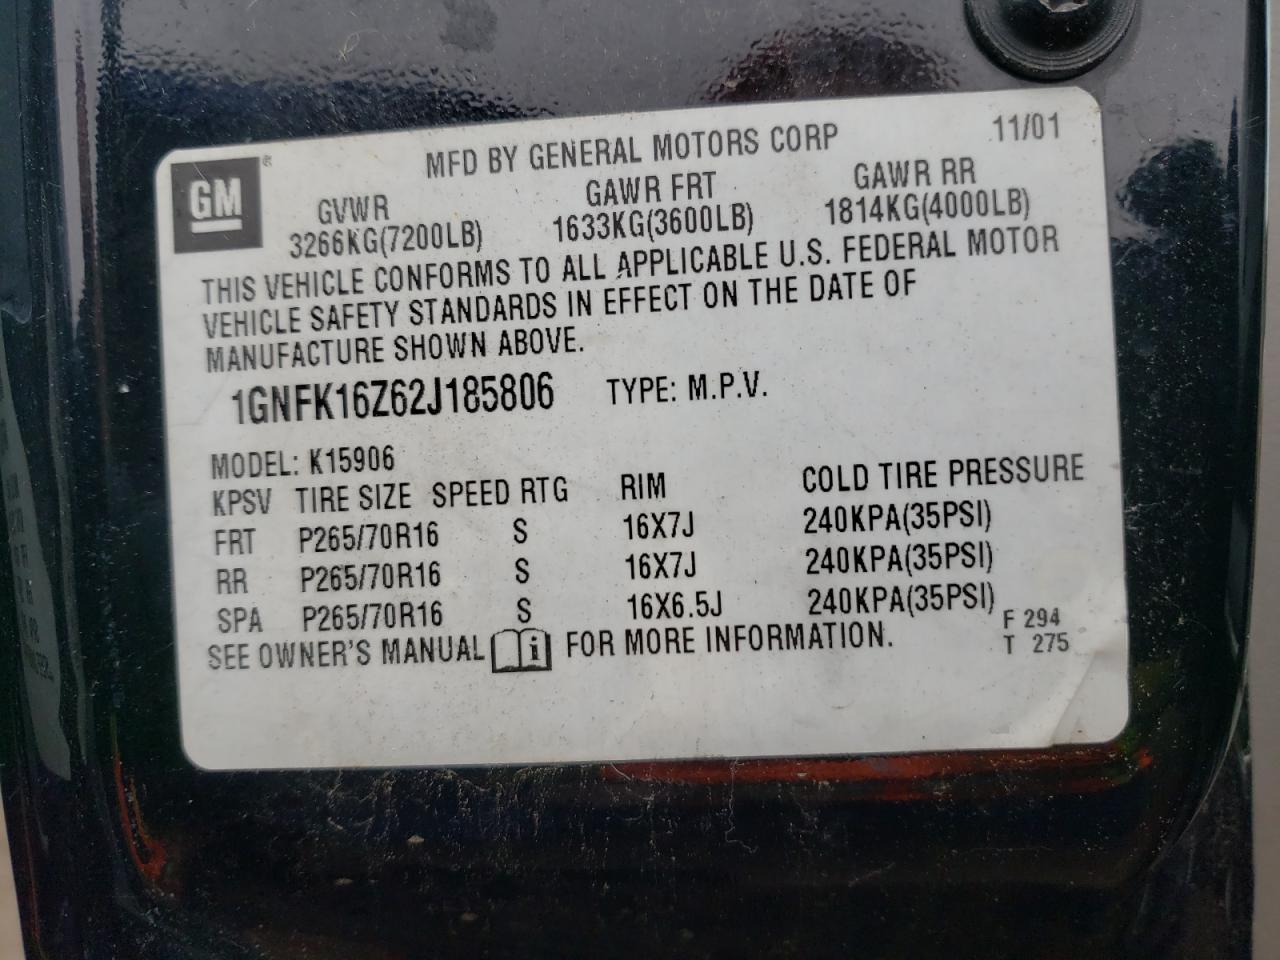 GM ®
MFD BY GENERAL MOTORS CORP 11/01
GVWR GAWR FRT GAWR RR
3266KG(7200LB) 1633KG(3600LB) 1814KG(4000LB)
THIS VEHICLE CONFORMS TO ALL APPLICABLE U.S. FEDERAL MOTOR
VEHICLE SAFETY STANDARDS IN EFFECT ON THE DATE OF
MANUFACTURE SHOWN ABOVE.
1GNFK16Z62J185806 TYPE: M.P.V.
MODEL: K15906
KPSV TIRE SIZE SPEED RTG RIM COLD TIRE PRESSURE
FRT P265/70R16 S 16X7J 240KPA(35PSI)
RR P265/70R16 S 16X7J 240KPA(35PSI)
SPA P265/70R16 S 16X6.5J 240KPA(35PSI)
SEE OWNER'S MANUAL i FOR MORE INFORMATION.
F 294
T 275